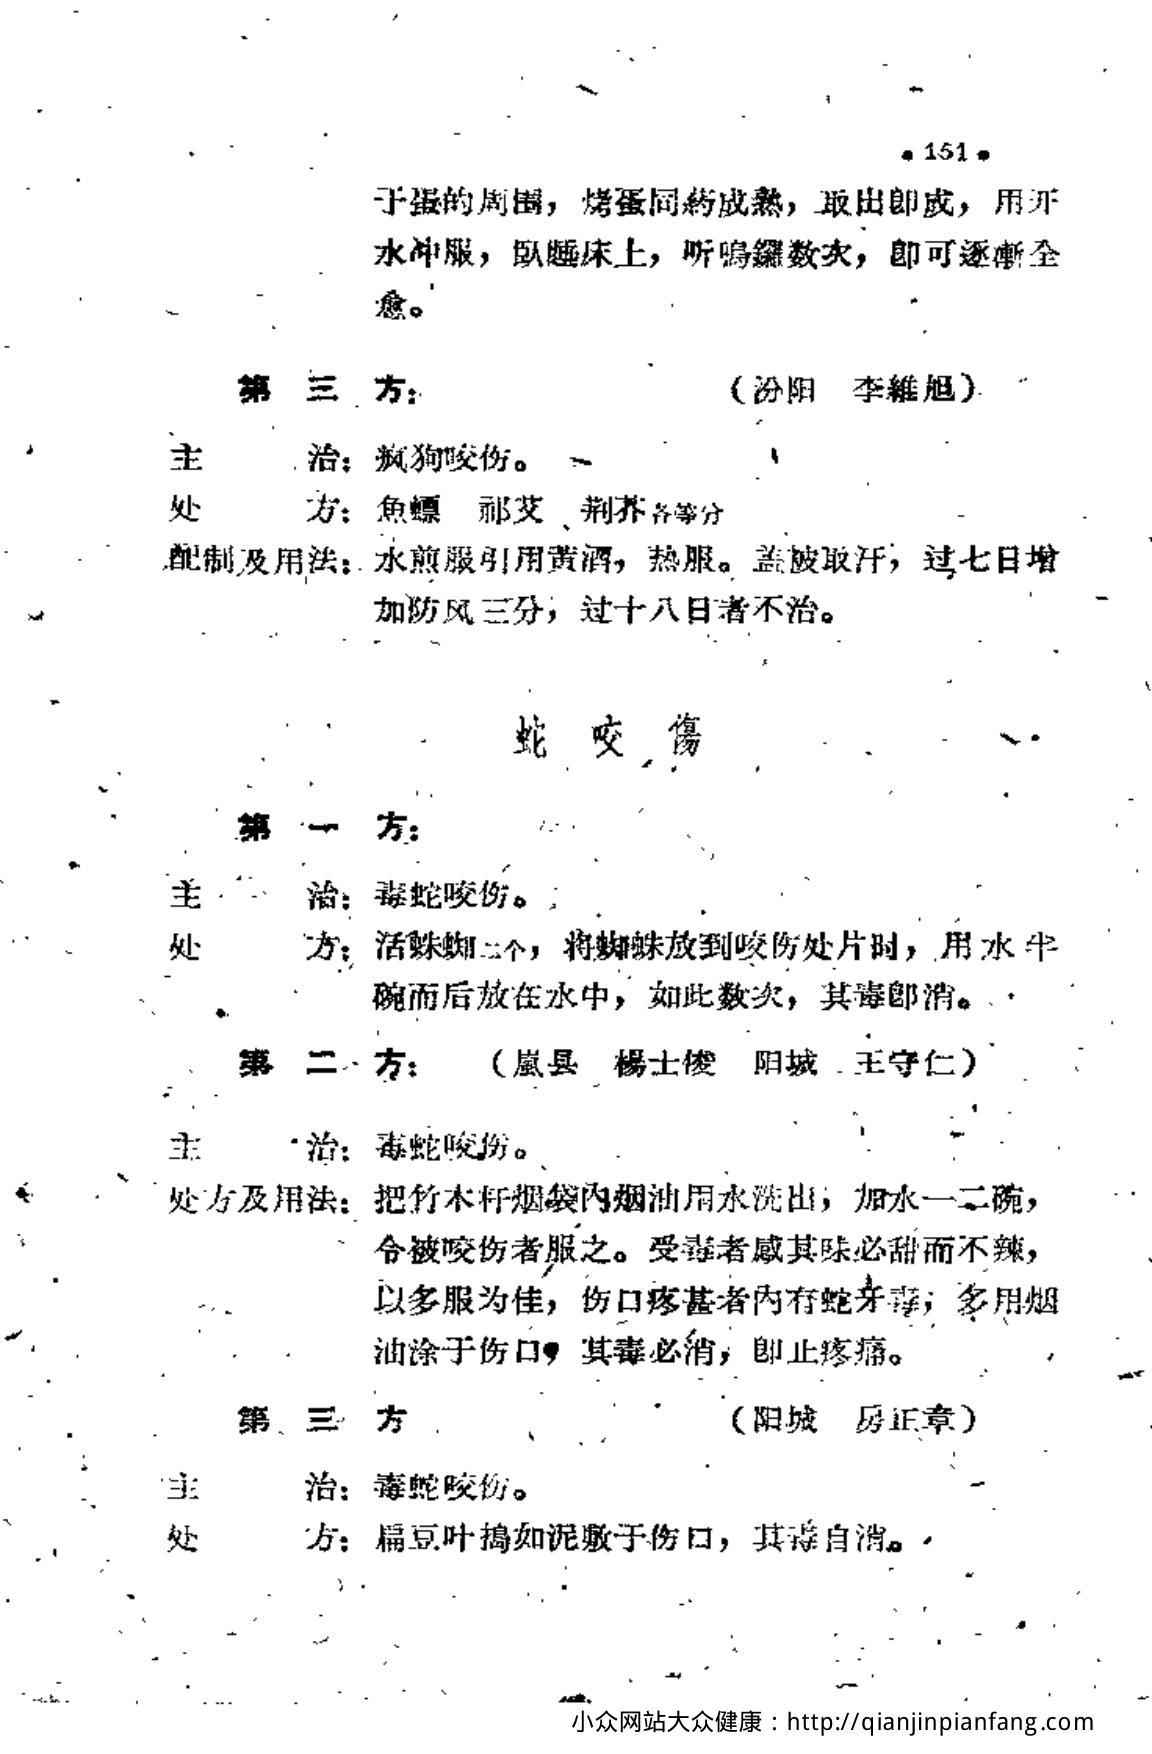 • 151 •
于蛋的周围，烤蛋同葯成熟，取出卽成，用开
水冲服，臥睡床上，听鳴鑼数次，卽可逐漸全
愈。
第 三 方：　　（汾阳　李維旭）
主　　治：疯狗咬伤。
处　　方：魚鰾　祁艾　荆芥各等分
配制及用法：水煎服引用黄酒，热服。盖被取汗，过七日增
加防风三分，过十八日者不治。
蛇 咬 傷
第 一 方：
主　　治：毒蛇咬伤。
处　　方：活蛛蜘二个，将蜘蛛放到咬伤处片时，用水半
碗而后放在水中，如此数次，其毒卽消。
第 二 方：　（嵐县　楊士俊　阳城　王守仁）
主　　治：毒蛇咬伤。
处方及用法：把竹木秆烟袋内烟油用水洗出，加水一二碗，
令被咬伤者服之。受毒者感其味必甜而不辣，
以多服为佳，伤口疼甚者内存蛇牙毒；多用烟
油涂于伤口，其毒必消，卽止疼痛。
第 三 方　　（阳城　房正章）
主　　治：毒蛇咬伤。
处　　方：扁豆叶搗如泥敷于伤口，其毒自消。
小众网站大众健康：http://qianjinpianfang.com